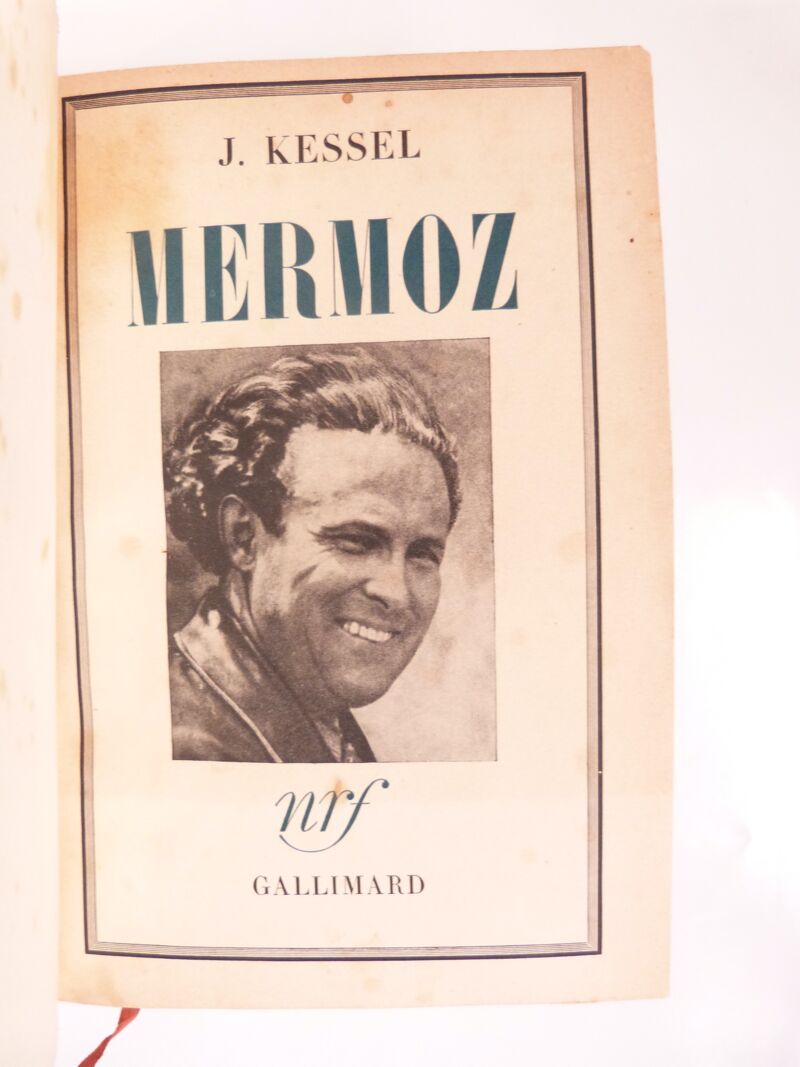 J. KESSEL
MERMOZ
nrf
GALLIMARD